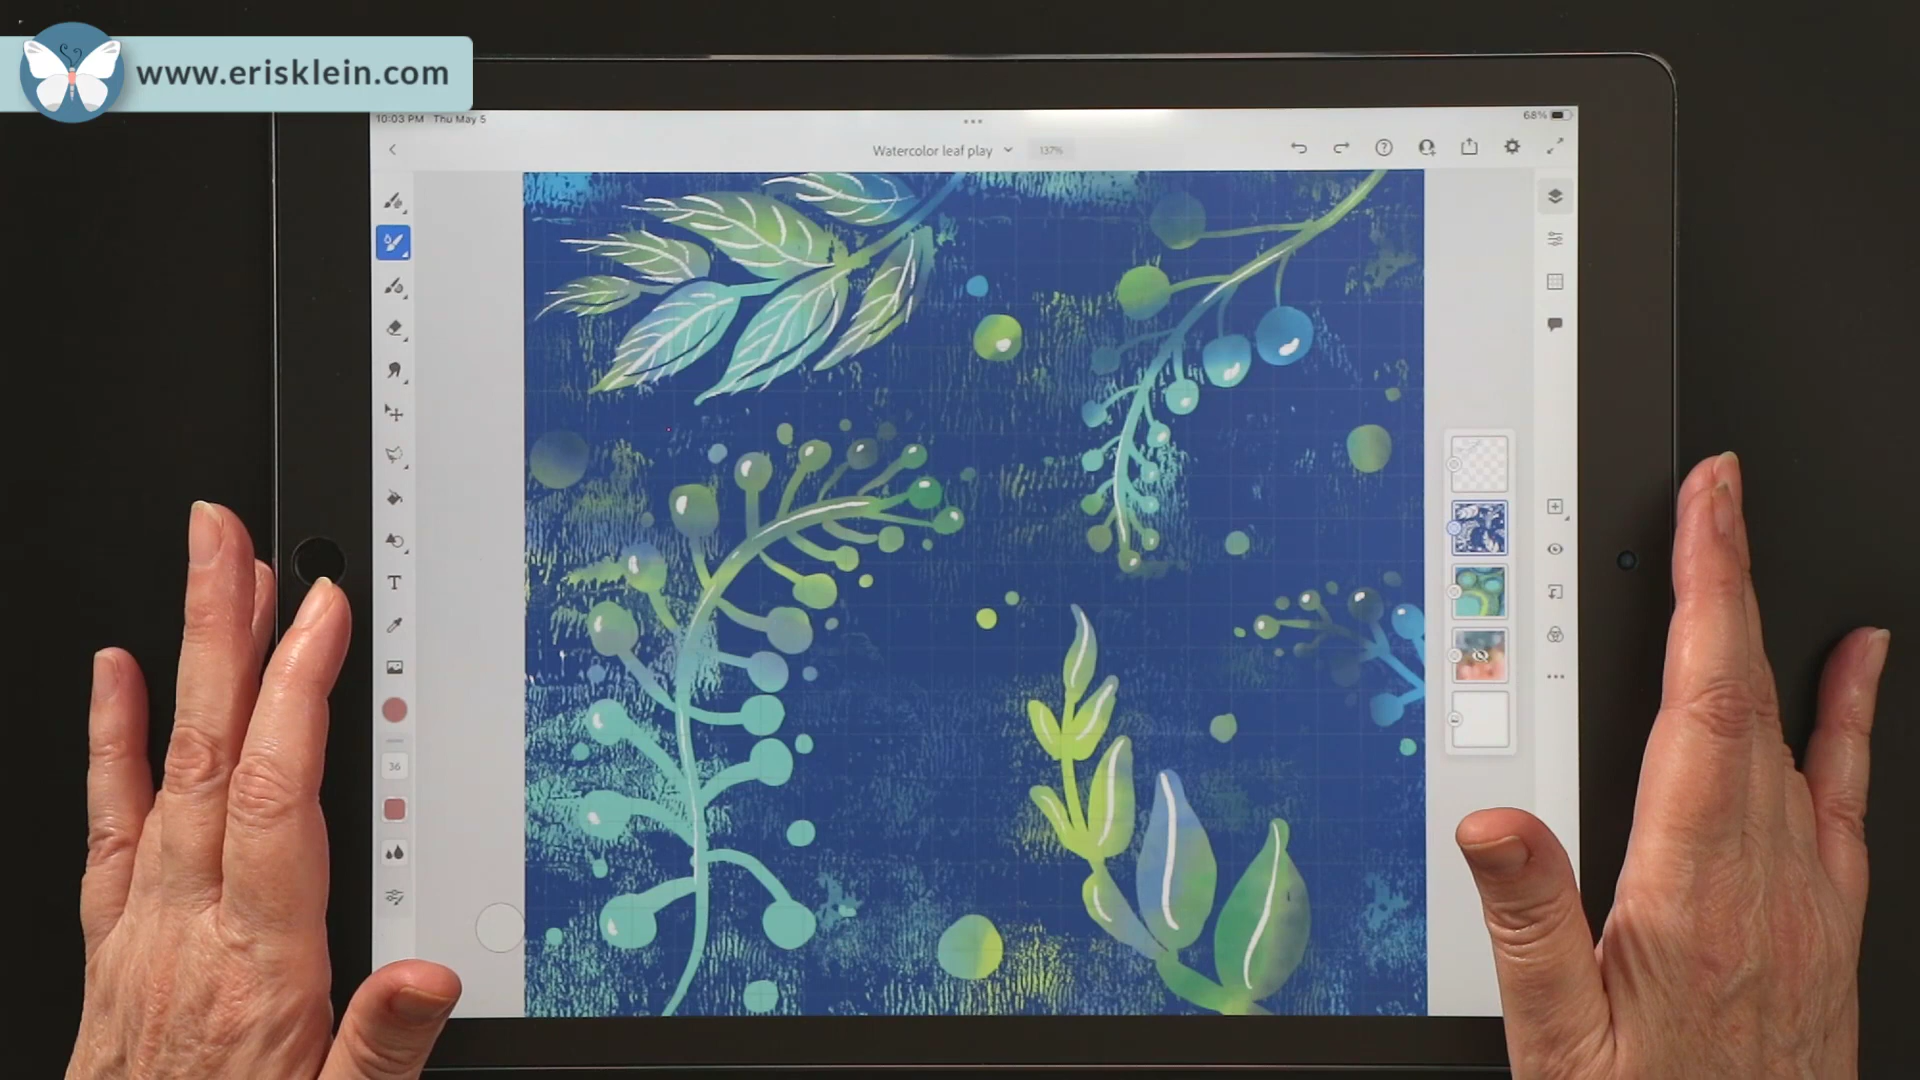 www.erisklein.com
10:03 PM Thu May 5
68%
Watercolor leaf play
137%
T
36